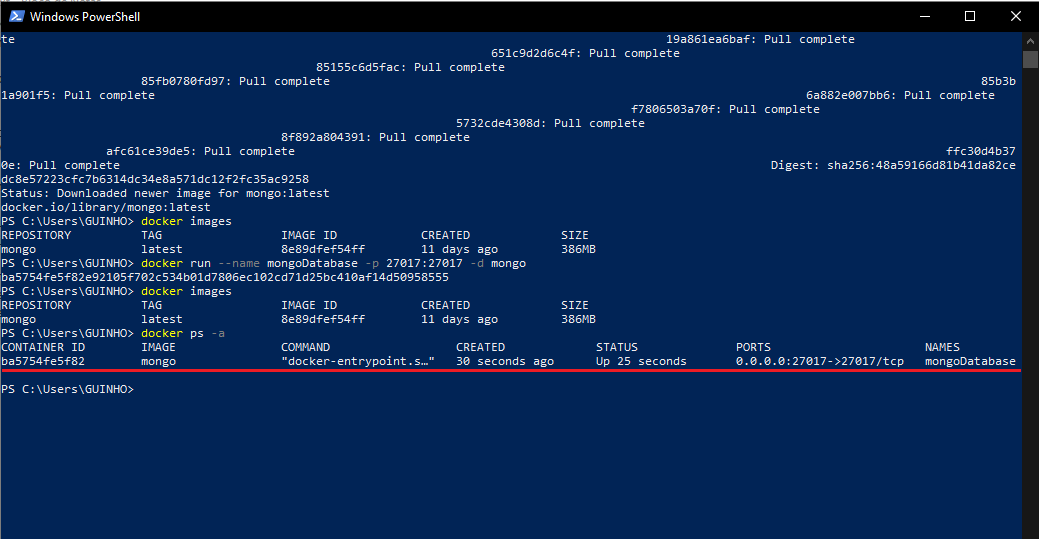 Windows PowerShell
te 19a861ea6baf: Pull complete
651c9d2d6c4f: Pull complete
85155c6d5fac: Pull complete
85fb0780fd97: Pull complete 85b3b
1a901f5: Pull complete 6a882e007bb6: Pull complete
f7806503a70f: Pull complete
5732cde4308d: Pull complete
8f892a804391: Pull complete
afc61ce39de5: Pull complete ffc30d4b37
0e: Pull complete Digest: sha256:48a59166d81b41da82ce
dc8e57223cfc7b6314dc34e8a571dc12f2fc35ac9258
Status: Downloaded newer image for mongo:latest
docker.io/library/mongo:latest
PS C:\Users\GUINHO> docker images
REPOSITORY TAG IMAGE ID CREATED SIZE
mongo latest 8e89dfef54ff 11 days ago 386MB
PS C:\Users\GUINHO> docker run --name mongoDatabase -p 27017:27017 -d mongo
ba5754fe5f82e92105f702c534b01d7806ec102cd71d25bc410af14d50958555
PS C:\Users\GUINHO> docker images
REPOSITORY TAG IMAGE ID CREATED SIZE
mongo latest 8e89dfef54ff 11 days ago 386MB
PS C:\Users\GUINHO> docker ps -a
CONTAINER ID IMAGE COMMAND CREATED STATUS PORTS NAMES
ba5754fe5f82 mongo "docker-entrypoint.s…" 30 seconds ago Up 25 seconds 0.0.0.0:27017->27017/tcp mongoDatabase
PS C:\Users\GUINHO>